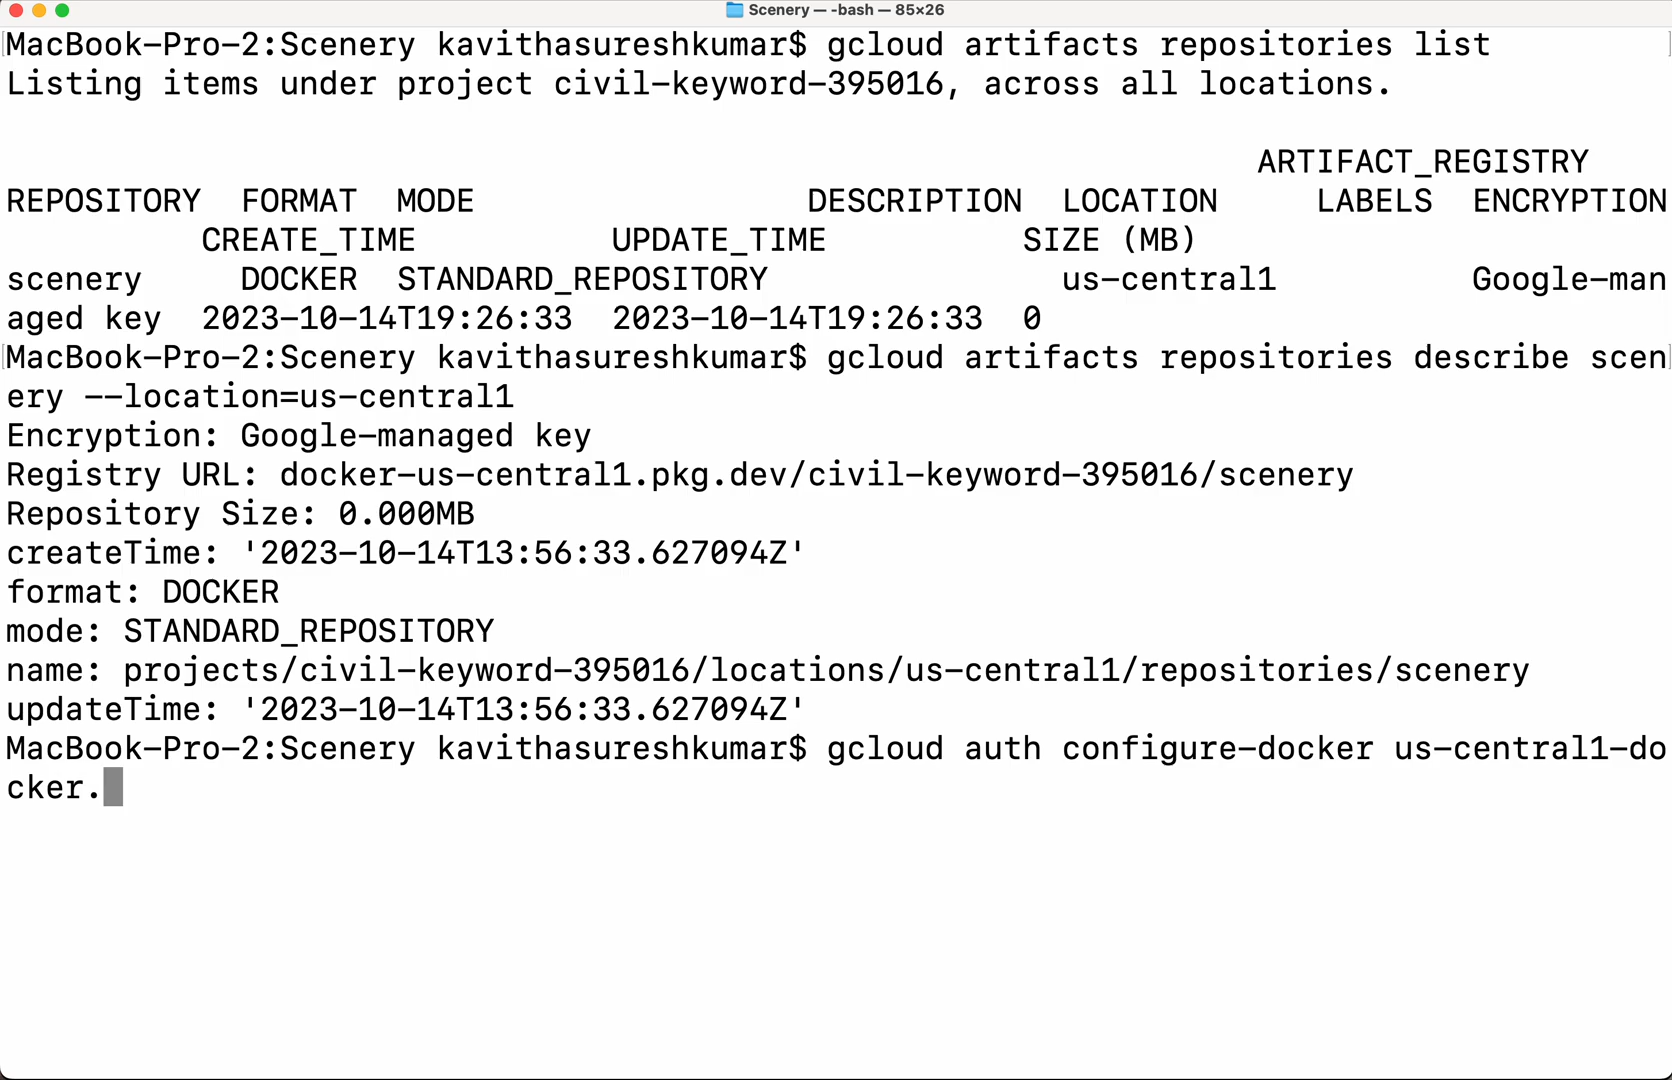 Scenery — -bash — 85×26
MacBook-Pro-2:Scenery kavithasureshkumar$ gcloud artifacts repositories list
Listing items under project civil-keyword-395016, across all locations.
ARTIFACT_REGISTRY
REPOSITORY FORMAT MODE DESCRIPTION LOCATION LABELS ENCRYPTION
CREATE_TIME UPDATE_TIME SIZE (MB)
scenery DOCKER STANDARD_REPOSITORY us-central1 Google-man
aged key 2023-10-14T19:26:33 2023-10-14T19:26:33 0
MacBook-Pro-2:Scenery kavithasureshkumar$ gcloud artifacts repositories describe scen
ery --location=us-central1
Encryption: Google-managed key
Registry URL: docker-us-central1.pkg.dev/civil-keyword-395016/scenery
Repository Size: 0.000MB
createTime: '2023-10-14T13:56:33.627094Z'
format: DOCKER
mode: STANDARD_REPOSITORY
name: projects/civil-keyword-395016/locations/us-central1/repositories/scenery
updateTime: '2023-10-14T13:56:33.627094Z'
MacBook-Pro-2:Scenery kavithasureshkumar$ gcloud auth configure-docker us-central1-do
cker.